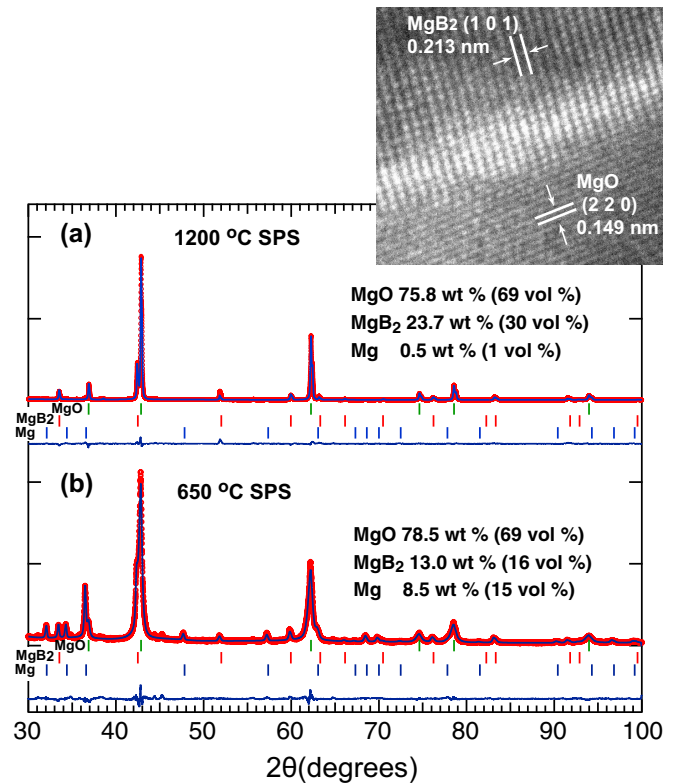 MgB2 (1 0 1)
0.213 nm
MgO
(2 2 0)
0.149 nm
(a)
1200 ºC SPS
MgO 75.8 wt % (69 vol %)
MgB₂ 23.7 wt % (30 vol %)
Mg 0.5 wt % (1 vol %)
MgO
MgB₂
Mg
(b)
650 ºC SPS
MgO 78.5 wt % (69 vol %)
MgB₂ 13.0 wt % (16 vol %)
Mg 8.5 wt % (15 vol %)
MgO
MgB₂
Mg
30 40 50 60 70 80 90 100
2θ(degrees)